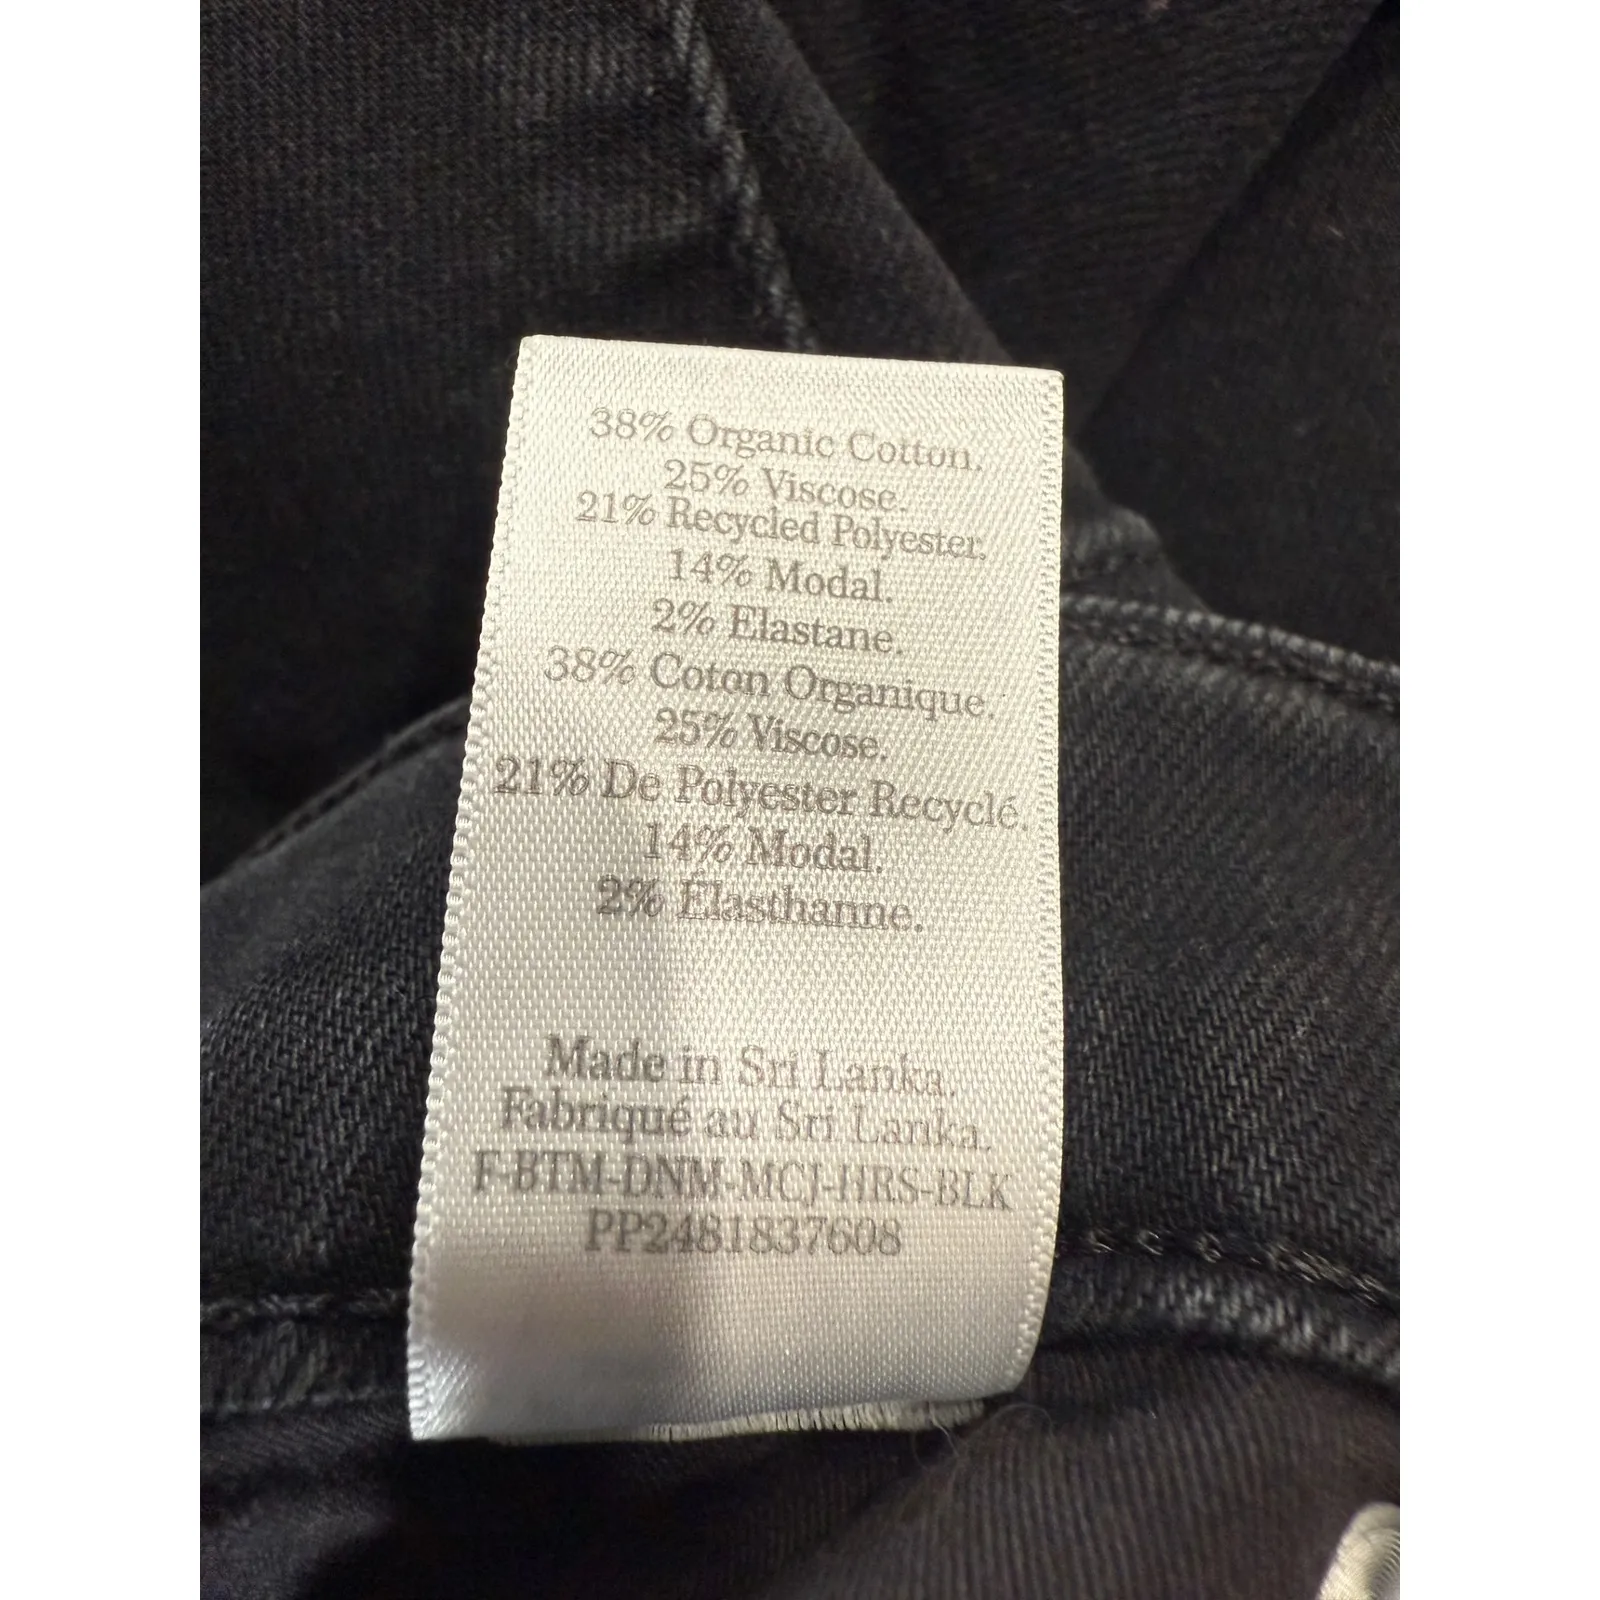 38% Organic Cotton.
25% Viscose.
21% Recycled Polyester.
14% Modal.
2% Elastane.
38% Coton Organique.
25% Viscose.
21% De Polyester Recyclé.
14% Modal.
2% Élasthanne.
Made in Sri Lanka.
Fabriqué au Sri Lanka.
F-BTM-DNM-MCJ-HRS-BLK
PP2481837608